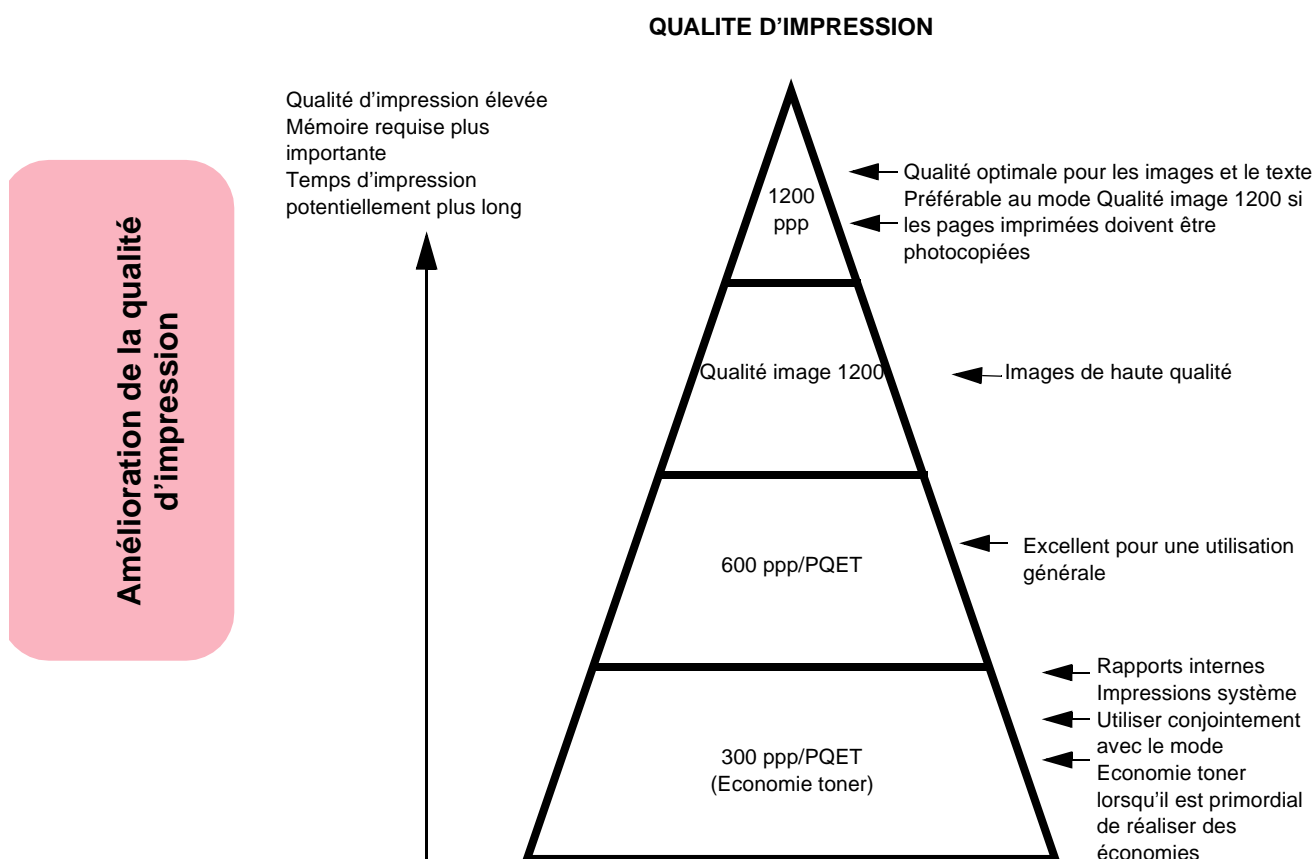 QUALITE D’IMPRESSION
Qualité d’impression élevée
Mémoire requise plus
importante
Temps d’impression
potentiellement plus long
Amélioration de la qualité
d’impression
1200
ppp
Qualité optimale pour les images et le texte
Préférable au mode Qualité image 1200 si
les pages imprimées doivent être
photocopiées
Qualité image 1200
Images de haute qualité
600 ppp/PQET
Excellent pour une utilisation
générale
300 ppp/PQET
(Economie toner)
Rapports internes
Impressions système
Utiliser conjointement
avec le mode
Economie toner
lorsqu’il est primordial
de réaliser des
économies